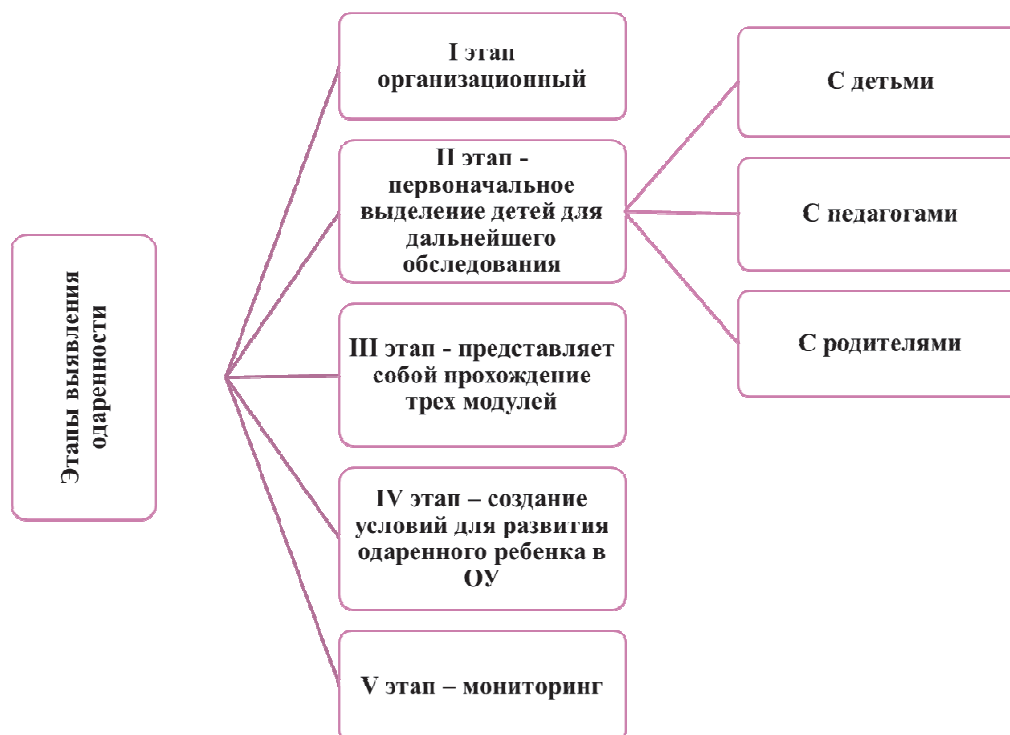 Этапы выявления
одаренности
I этап
организационный
II этап -
первоначальное
выделение детей для
дальнейшего
обследования
III этап - представляет
собой прохождение
трех модулей
IV этап – создание
условий для развития
одаренного ребенка в
ОУ
V этап – мониторинг
С детьми
С педагогами
С родителями